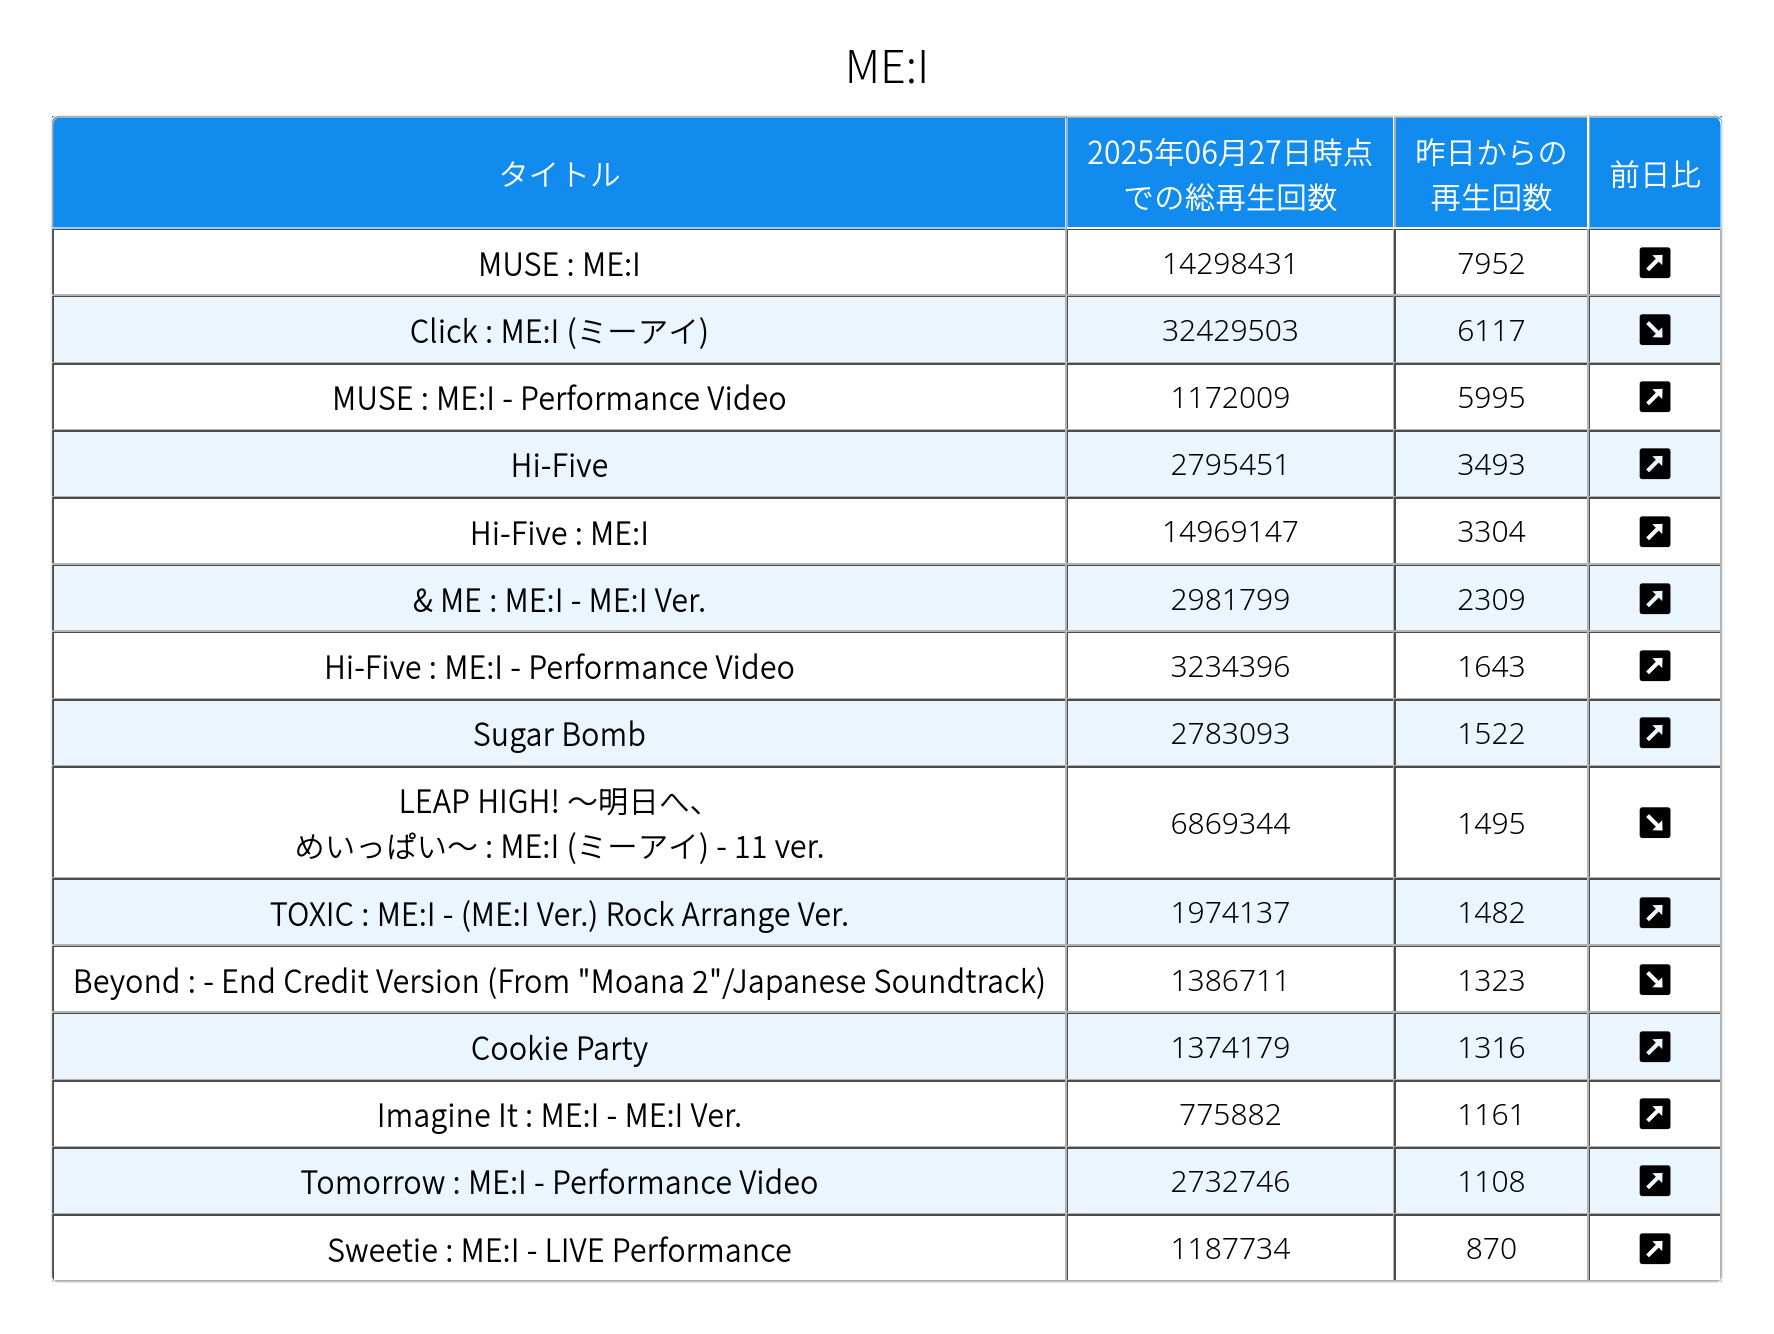 ME:I
タイトル 2025年06月27日時点 昨日からの 前日比
での総再生回数 再生回数
MUSE : ME:I 14298431 7952
Click : ME:I (ミーアイ) 32429503 6117
MUSE : ME:I - Performance Video 1172009 5995
Hi-Five 2795451 3493
Hi-Five : ME:I 14969147 3304
& ME : ME:I - ME:I Ver. 2981799 2309
Hi-Five : ME:I - Performance Video 3234396 1643
Sugar Bomb 2783093 1522
LEAP HIGH! ～明日へ、
めいっぱい～ : ME:I (ミーアイ) - 11 ver. 6869344 1495
TOXIC : ME:I - (ME:I Ver.) Rock Arrange Ver. 1974137 1482
Beyond : - End Credit Version (From "Moana 2"/Japanese Soundtrack) 1386711 1323
Cookie Party 1374179 1316
Imagine It : ME:I - ME:I Ver. 775882 1161
Tomorrow : ME:I - Performance Video 2732746 1108
Sweetie : ME:I - LIVE Performance 1187734 870